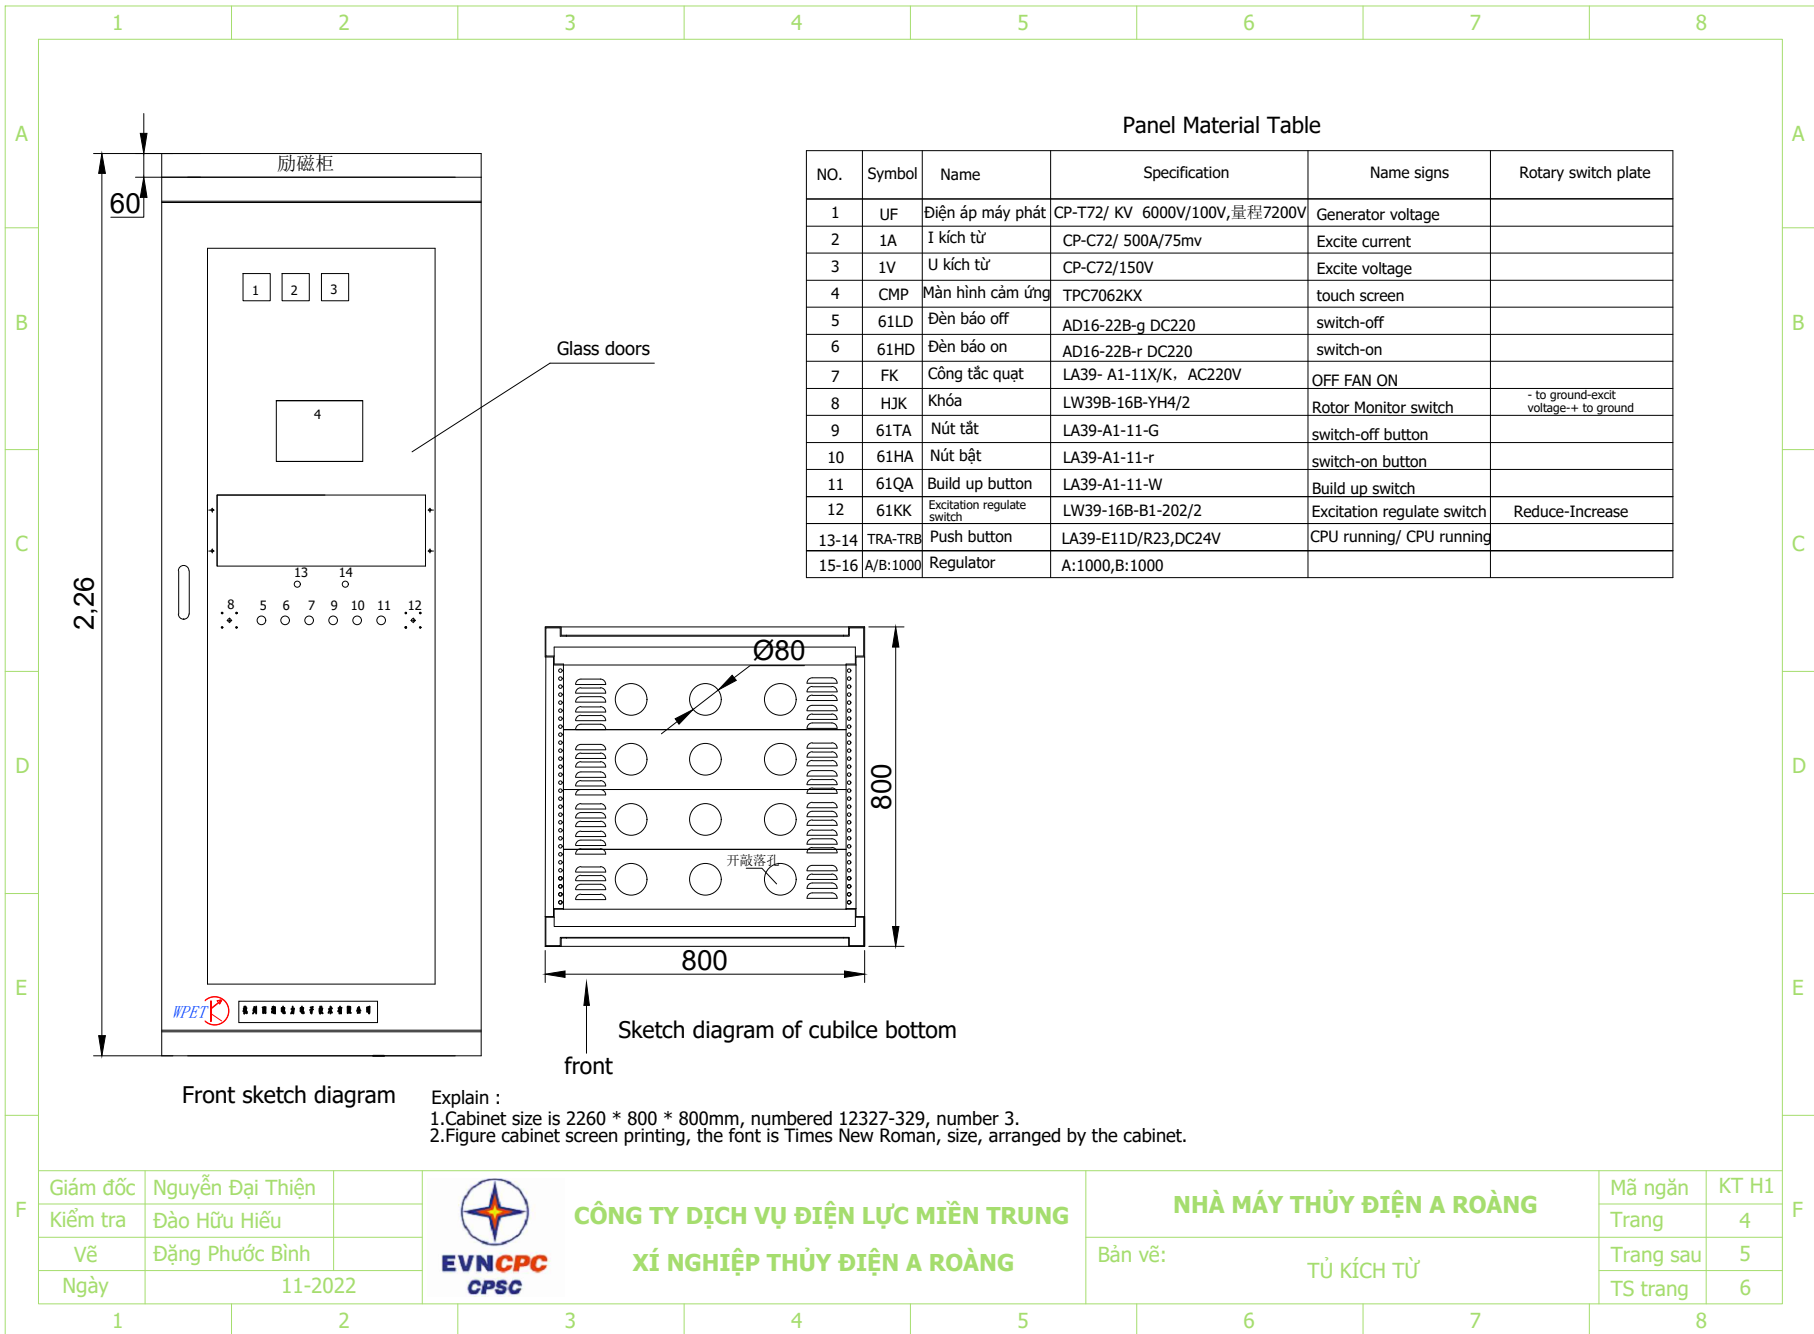 1 2 3 4 5 6 7 8
A A
B B
C C
D D
E E
F F
励磁柜
60
2,26
1 2 3
4
Glass doors
13 14
8 5 6 7 9 10 11 12
WPET
Front sketch diagram
Panel Material Table
NO. Symbol Name Specification Name signs Rotary switch plate
1 UF Điện áp máy phát CP-T72/ KV 6000V/100V,量程7200V Generator voltage
2 1A I kích từ CP-C72/ 500A/75mv Excite current
3 1V U kích từ CP-C72/150V Excite voltage
4 CMP Màn hình cảm ứng TPC7062KX touch screen
5 61LD Đèn báo off AD16-22B-g DC220 switch-off
6 61HD Đèn báo on AD16-22B-r DC220 switch-on
7 FK Công tắc quạt LA39- A1-11X/K，AC220V OFF FAN ON
8 HJK Khóa LW39B-16B-YH4/2 Rotor Monitor switch - to ground-excit
voltage-+ to ground
9 61TA Nút tắt LA39-A1-11-G switch-off button
10 61HA Nút bật LA39-A1-11-r switch-on button
11 61QA Build up button LA39-A1-11-W Build up switch
12 61KK Excitation regulate
switch LW39-16B-B1-202/2 Excitation regulate switch Reduce-Increase
13-14 TRA-TRB Push button LA39-E11D/R23,DC24V CPU running/ CPU running
15-16 A/B:1000 Regulator A:1000,B:1000
Ø80
800
开敲落孔
800
Sketch diagram of cubilce bottom
front
Explain :
1.Cabinet size is 2260 * 800 * 800mm, numbered 12327-329, number 3.
2.Figure cabinet screen printing, the font is Times New Roman, size, arranged by the cabinet.
Giám đốc Nguyễn Đại Thiện
Kiểm tra Đào Hữu Hiếu
Vẽ Đặng Phước Bình
Ngày 11-2022
EVNCPC
CPSC
CÔNG TY DỊCH VỤ ĐIỆN LỰC MIỀN TRUNG
XÍ NGHIỆP THỦY ĐIỆN A ROÀNG
NHÀ MÁY THỦY ĐIỆN A ROÀNG
Bản vẽ: TỦ KÍCH TỪ
Mã ngăn KT H1
Trang 4
Trang sau 5
TS trang 6
1 2 3 4 5 6 7 8